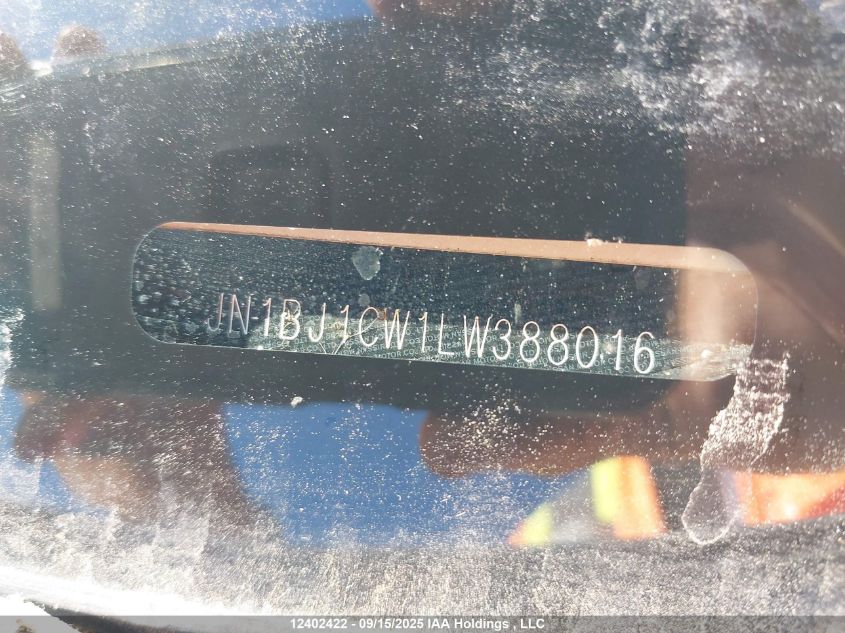 JN1BJ1CW1LW388016
12402422 - 09/15/2025 IAA Holdings , LLC